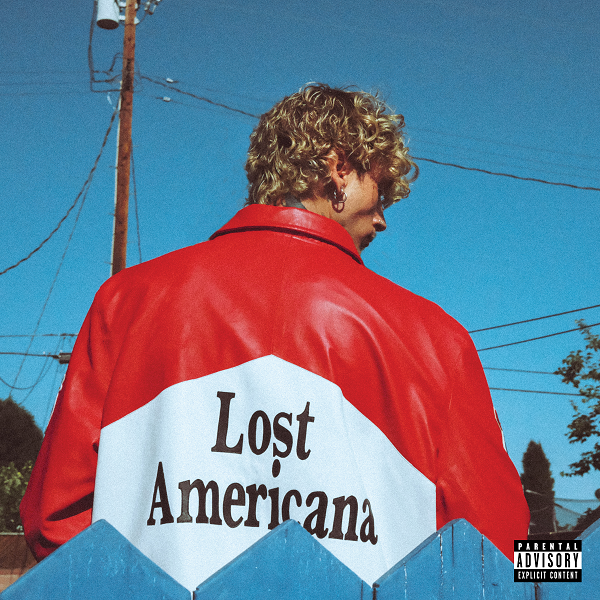 Lost
Americana
PARENTAL
ADVISORY
EXPLICIT CONTENT